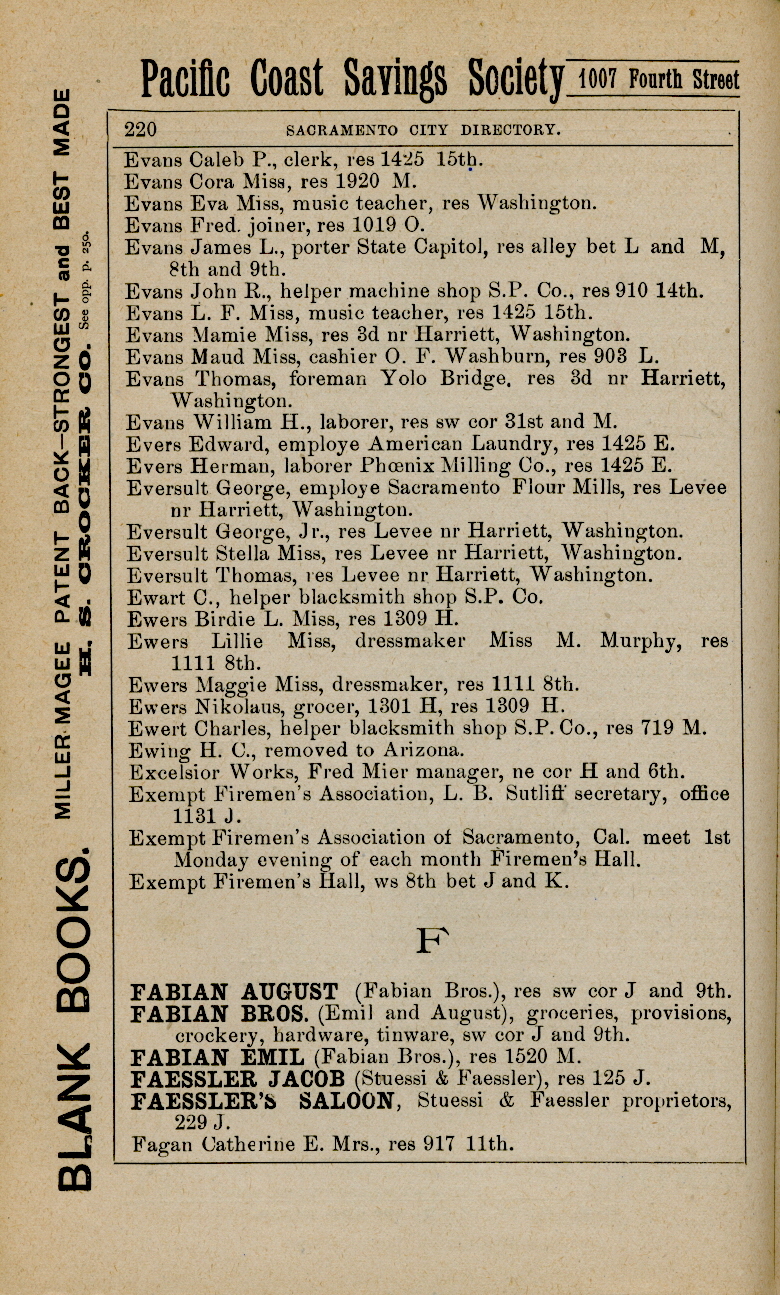 Pacific Coast Savings Society 1007 Fourth Street
220 SACRAMENTO CITY DIRECTORY.
Evans Caleb P., clerk, res 1425 15th.
Evans Cora Miss, res 1920 M.
Evans Eva Miss, music teacher, res Washington.
Evans Fred. joiner, res 1019 O.
Evans James L., porter State Capitol, res alley bet L and M,
8th and 9th.
Evans John R., helper machine shop S.P. Co., res 910 14th.
Evans L. F. Miss, music teacher, res 1425 15th.
Evans Mamie Miss, res 3d nr Harriett, Washington.
Evans Maud Miss, cashier O. F. Washburn, res 903 L.
Evans Thomas, foreman Yolo Bridge, res 3d nr Harriett,
Washington.
Evans William H., laborer, res sw cor 31st and M.
Evers Edward, employe American Laundry, res 1425 E.
Evers Herman, laborer Phœnix Milling Co., res 1425 E.
Eversult George, employe Sacramento Flour Mills, res Levee
nr Harriett, Washington.
Eversult George, Jr., res Levee nr Harriett, Washington.
Eversult Stella Miss, res Levee nr Harriett, Washington.
Eversult Thomas, res Levee nr Harriett, Washington.
Ewart C., helper blacksmith shop S.P. Co.
Ewers Birdie L. Miss, res 1309 H.
Ewers Lillie Miss, dressmaker Miss M. Murphy, res
1111 8th.
Ewers Maggie Miss, dressmaker, res 1111 8th.
Ewers Nikolaus, grocer, 1301 H, res 1309 H.
Ewert Charles, helper blacksmith shop S.P. Co., res 719 M.
Ewing H. C., removed to Arizona.
Excelsior Works, Fred Mier manager, ne cor H and 6th.
Exempt Firemen's Association, L. B. Sutliff secretary, office
1131 J.
Exempt Firemen's Association of Sacramento, Cal. meet 1st
Monday evening of each month Firemen's Hall.
Exempt Firemen's Hall, ws 8th bet J and K.
F
FABIAN AUGUST (Fabian Bros.), res sw cor J and 9th.
FABIAN BROS. (Emil and August), groceries, provisions,
crockery, hardware, tinware, sw cor J and 9th.
FABIAN EMIL (Fabian Bros.), res 1520 M.
FAESSLER JACOB (Stuessi & Faessler), res 125 J.
FAESSLER'S SALOON, Stuessi & Faessler proprietors,
229 J.
Fagan Catherine E. Mrs., res 917 11th.
BLANK BOOKS. MILLER-MAGEE PATENT BACK—STRONGEST and BEST MADE
H. S. CROCKER CO. See opp. p. 250.